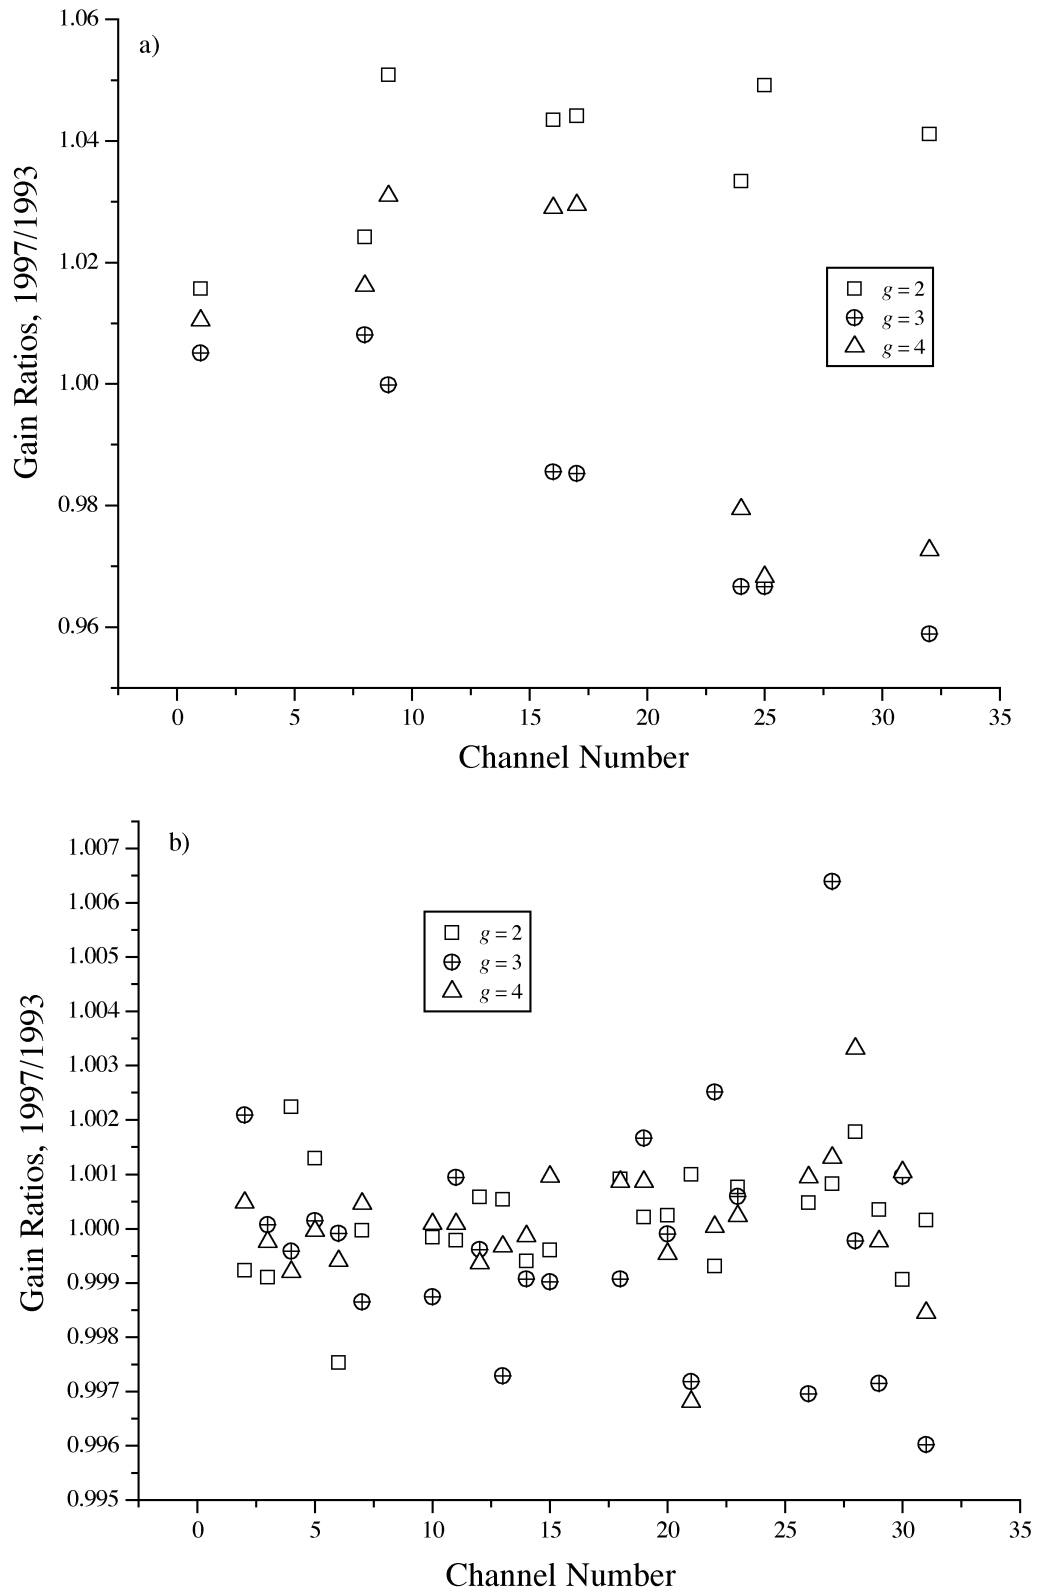 a)
1.06
1.04
1.02
1.00
0.98
0.96
Gain Ratios, 1997/1993
g = 2
g = 3
g = 4
0 5 10 15 20 25 30 35
Channel Number
b)
1.007
1.006
1.005
1.004
1.003
1.002
1.001
1.000
0.999
0.998
0.997
0.996
0.995
Gain Ratios, 1997/1993
g = 2
g = 3
g = 4
0 5 10 15 20 25 30 35
Channel Number